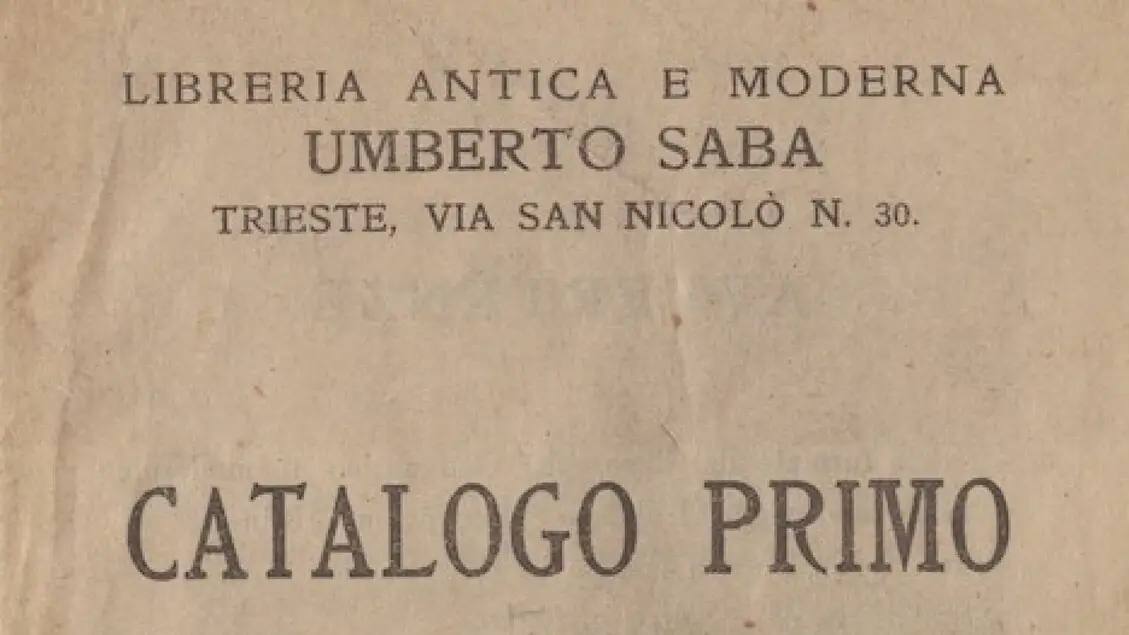 LIBRERIA ANTICA E MODERNA
UMBERTO SABA
TRIESTE, VIA SAN NICOLÒ N. 30.
CATALOGO PRIMO